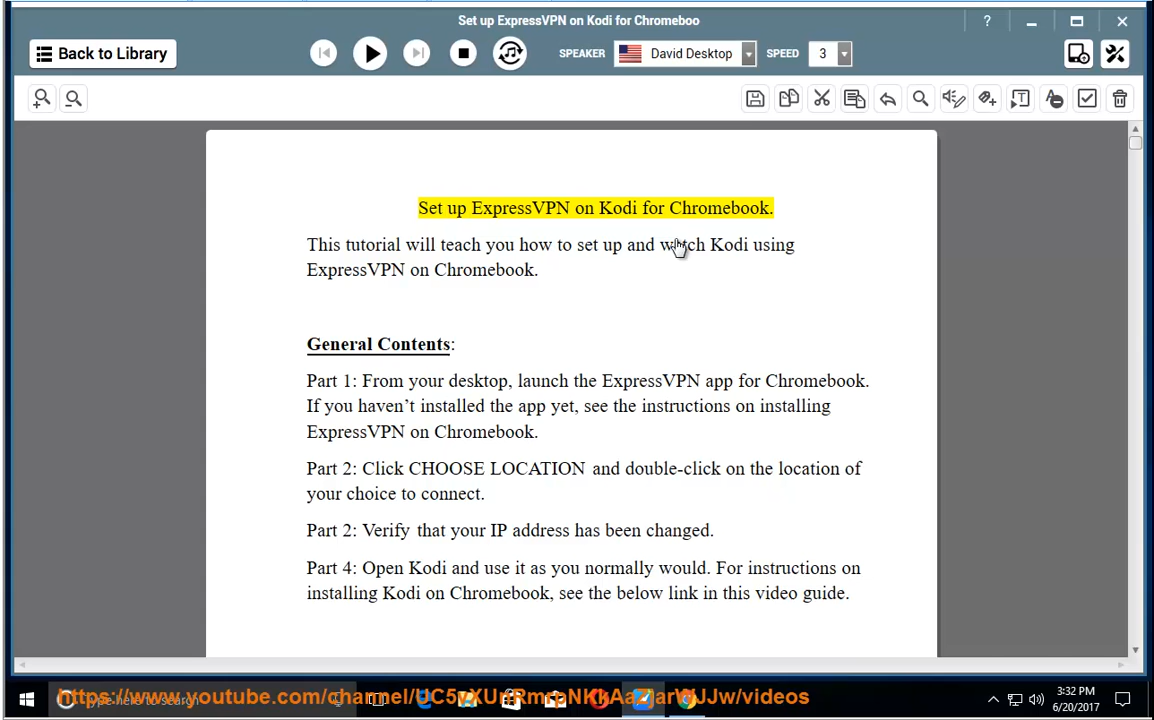 Set up ExpressVPN on Kodi for Chromeboo
Back to Library
SPEAKER
David Desktop
SPEED
3
Set up ExpressVPN on Kodi for Chromebook.
This tutorial will teach you how to set up and watch Kodi using
ExpressVPN on Chromebook.
General Contents:
Part 1: From your desktop, launch the ExpressVPN app for Chromebook.
If you haven't installed the app yet, see the instructions on installing
ExpressVPN on Chromebook.
Part 2: Click CHOOSE LOCATION and double-click on the location of
your choice to connect.
Part 2: Verify that your IP address has been changed.
Part 4: Open Kodi and use it as you normally would. For instructions on
installing Kodi on Chromebook, see the below link in this video guide.
3:32 PM
6/20/2017